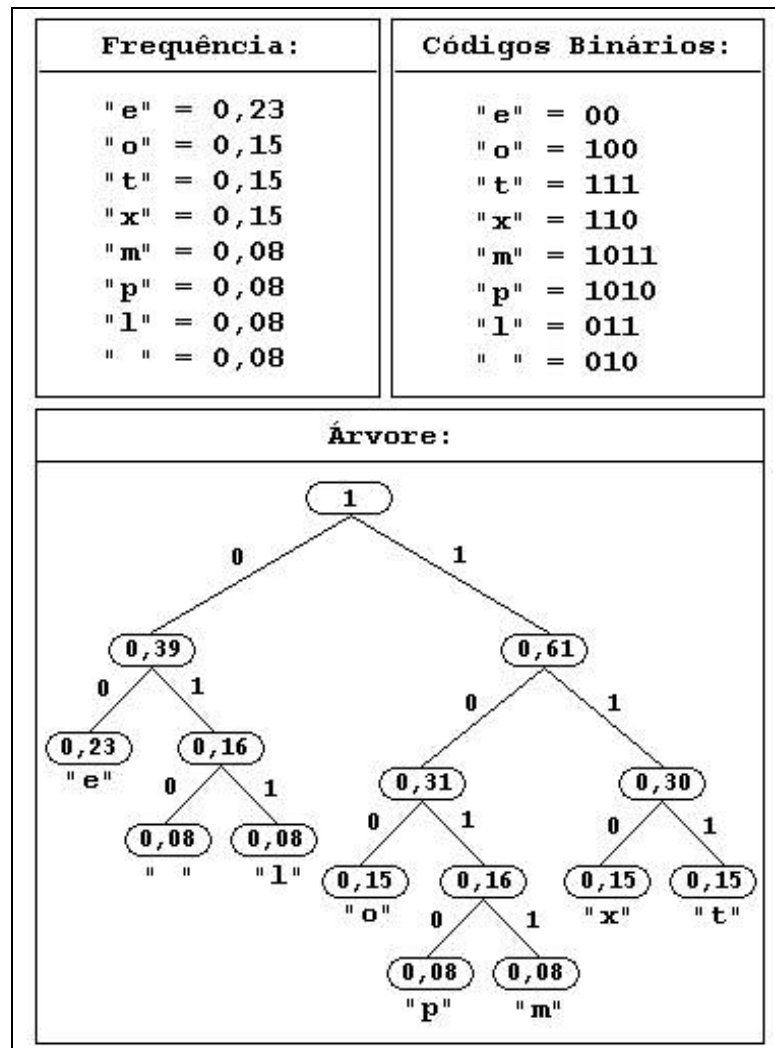 Frequência:
"e" = 0,23
"o" = 0,15
"t" = 0,15
"x" = 0,15
"m" = 0,08
"p" = 0,08
"l" = 0,08
" " = 0,08
Códigos Binários:
"e" = 00
"o" = 100
"t" = 111
"x" = 110
"m" = 1011
"p" = 1010
"l" = 011
" " = 010
Árvore:
1
0 1
0,39 0,61
0 1 0 1
0,23 0,16
"e"
0,31 0,30
0 1 0 1 0 1
0,08 0,08
" " "l"
0,15 0,16 0,15 0,15
"o" "x" "t"
0 1
0,08 0,08
"p" "m"